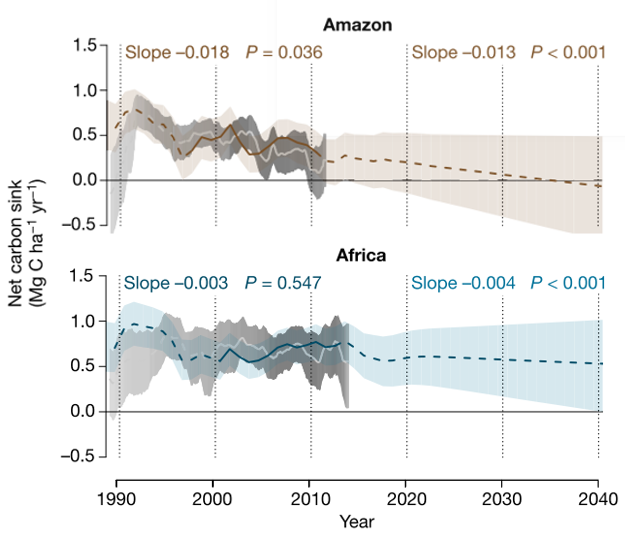 Amazon
Slope –0.018 P = 0.036
Slope –0.013 P < 0.001
1.5
1.0
0.5
0.0
–0.5
Net carbon sink
(Mg C ha⁻¹ yr⁻¹)
Africa
Slope –0.003 P = 0.547
Slope –0.004 P < 0.001
1.5
1.0
0.5
0.0
–0.5
1990 2000 2010 2020 2030 2040
Year